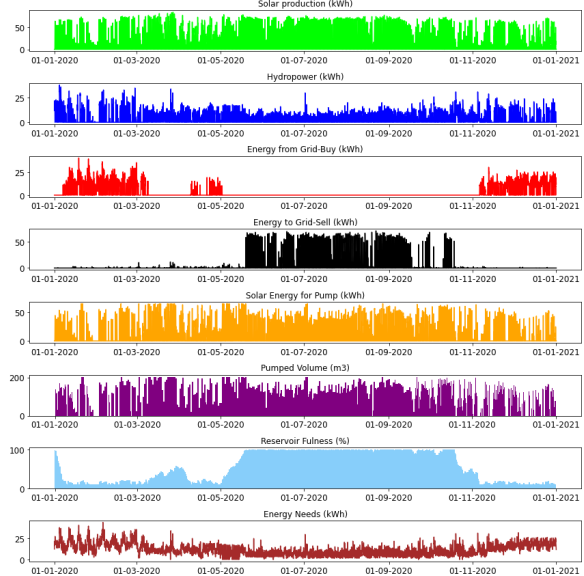 Solar production (kWh)
50
0
01-01-2020 01-03-2020 01-05-2020 01-07-2020 01-09-2020 01-11-2020 01-01-2021
Hydropower (kWh)
25
0
01-01-2020 01-03-2020 01-05-2020 01-07-2020 01-09-2020 01-11-2020 01-01-2021
Energy from Grid-Buy (kWh)
25
0
01-01-2020 01-03-2020 01-05-2020 01-07-2020 01-09-2020 01-11-2020 01-01-2021
Energy to Grid-Sell (kWh)
50
0
01-01-2020 01-03-2020 01-05-2020 01-07-2020 01-09-2020 01-11-2020 01-01-2021
Solar Energy for Pump (kWh)
50
0
01-01-2020 01-03-2020 01-05-2020 01-07-2020 01-09-2020 01-11-2020 01-01-2021
Pumped Volume (m3)
200
0
01-01-2020 01-03-2020 01-05-2020 01-07-2020 01-09-2020 01-11-2020 01-01-2021
Reservoir Fulness (%)
100
0
01-01-2020 01-03-2020 01-05-2020 01-07-2020 01-09-2020 01-11-2020 01-01-2021
Energy Needs (kWh)
25
0
01-01-2020 01-03-2020 01-05-2020 01-07-2020 01-09-2020 01-11-2020 01-01-2021